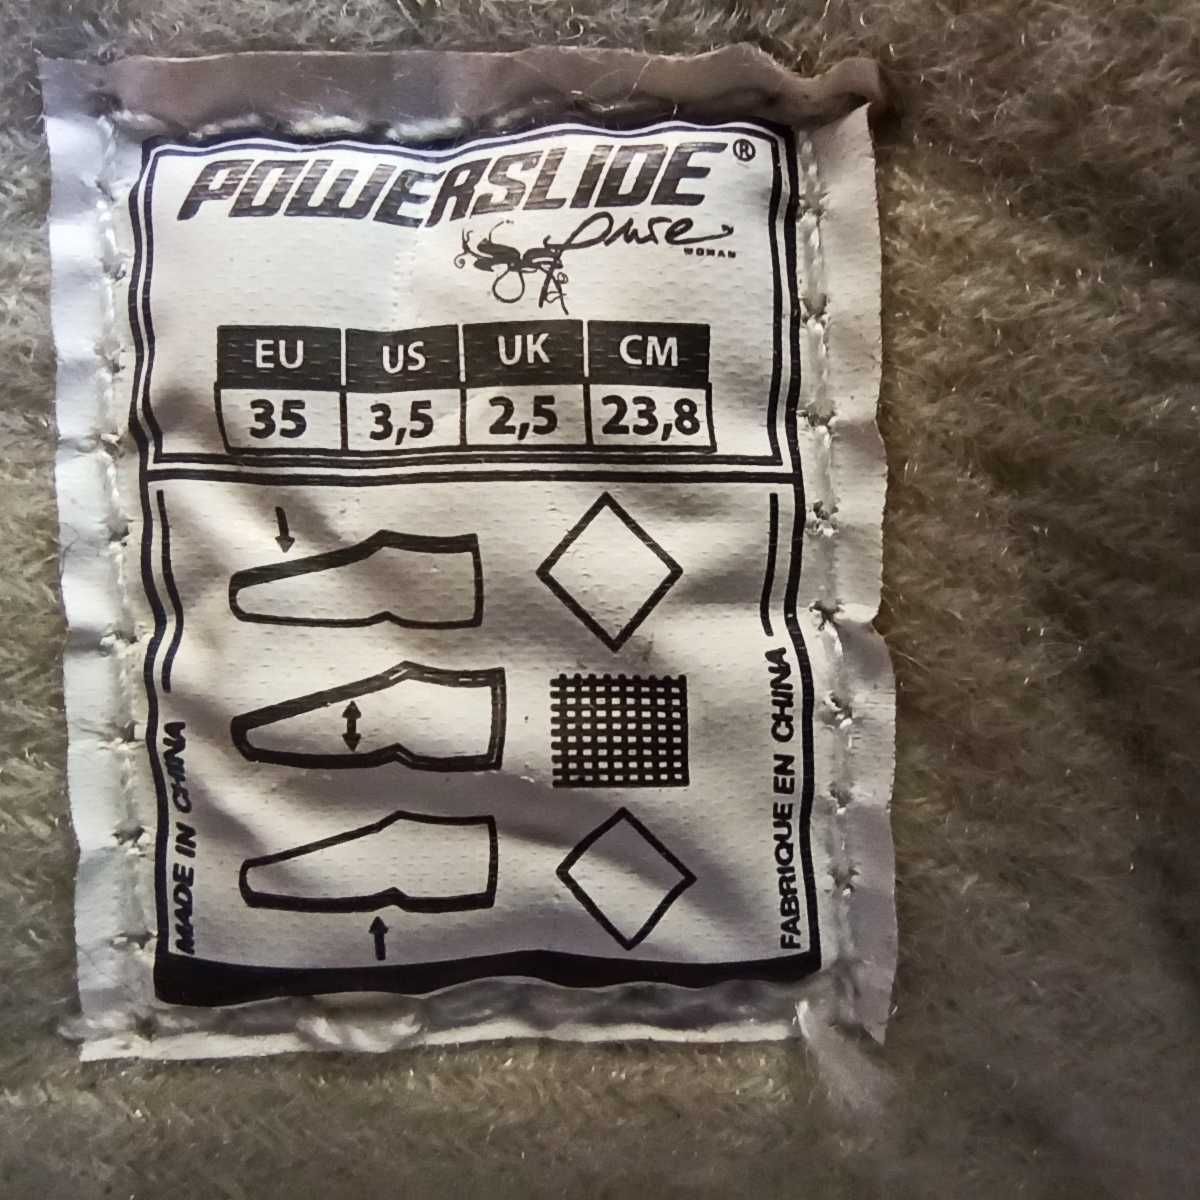 POWERSLIDE®
pure
WOMAN
EU US UK CM
35 3,5 2,5 23,8
MADE IN CHINA
FABRIQUE EN CHINA